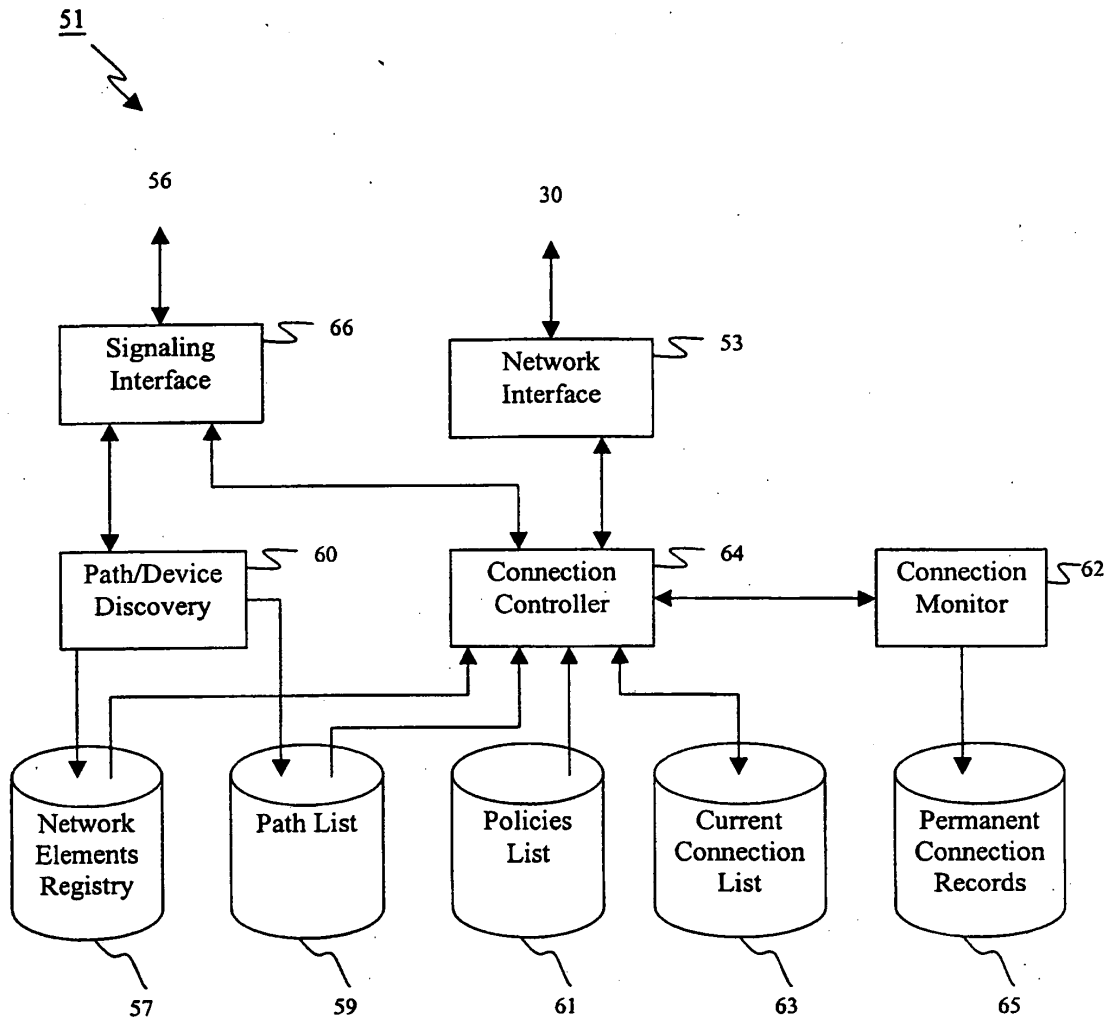 51
56
30
Signaling
Interface
66
Network
Interface
53
Path/Device
Discovery
60
Connection
Controller
64
Connection
Monitor
62
Network
Elements
Registry
Path List
Policies
List
Current
Connection
List
Permanent
Connection
Records
57
59
61
63
65